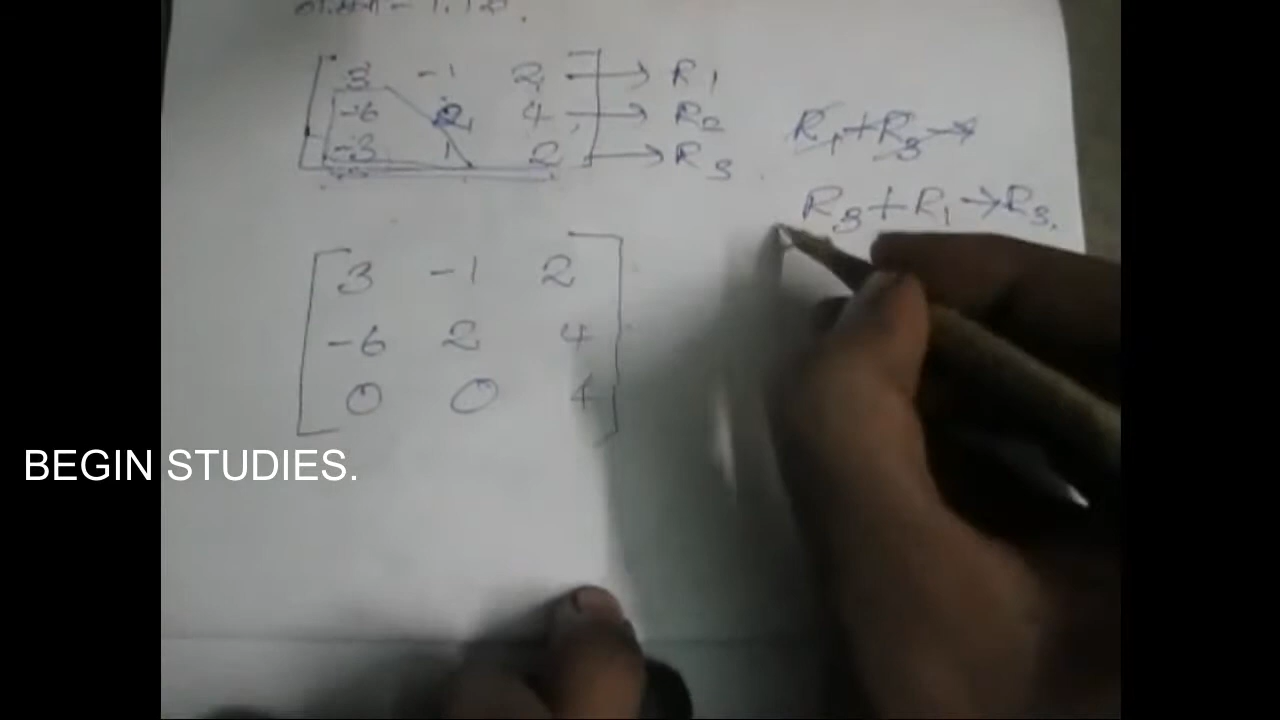 3 -1 2 → R1
-6 2 4 → R2
-3 1 2 → R3
R1+R3→
R3+R1→R3.
3 -1 2
-6 2 4
0 0 4
BEGIN STUDIES.